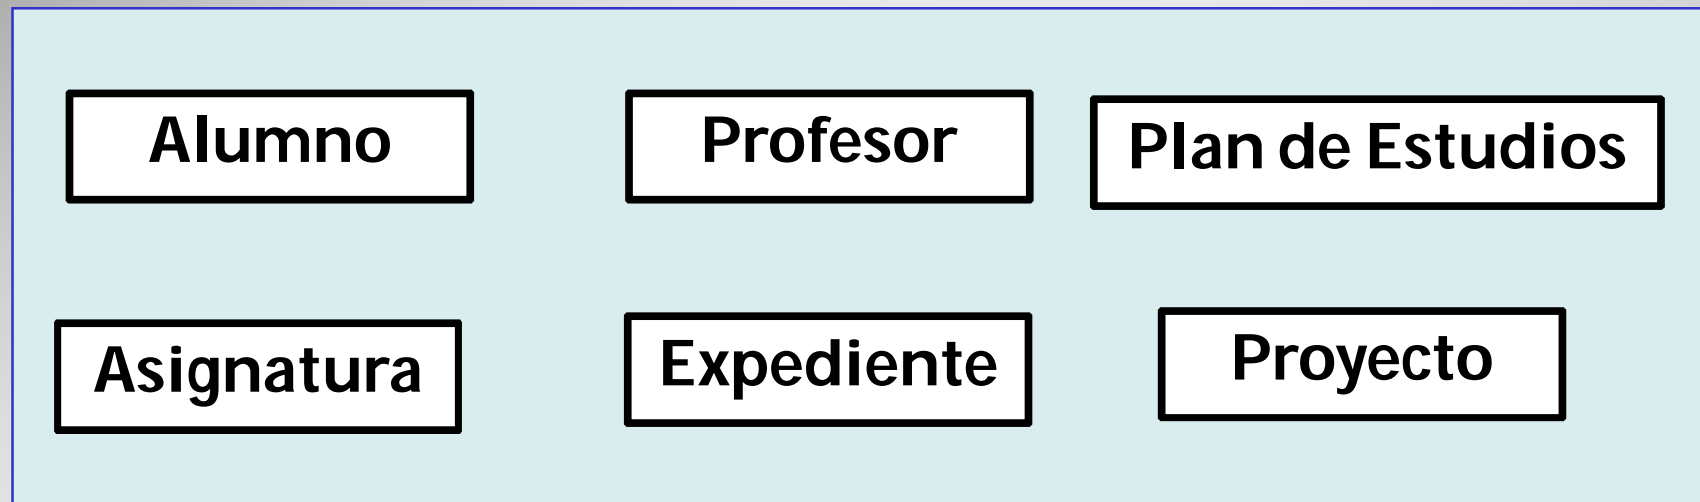 Alumno
Profesor
Plan de Estudios
Asignatura
Expediente
Proyecto